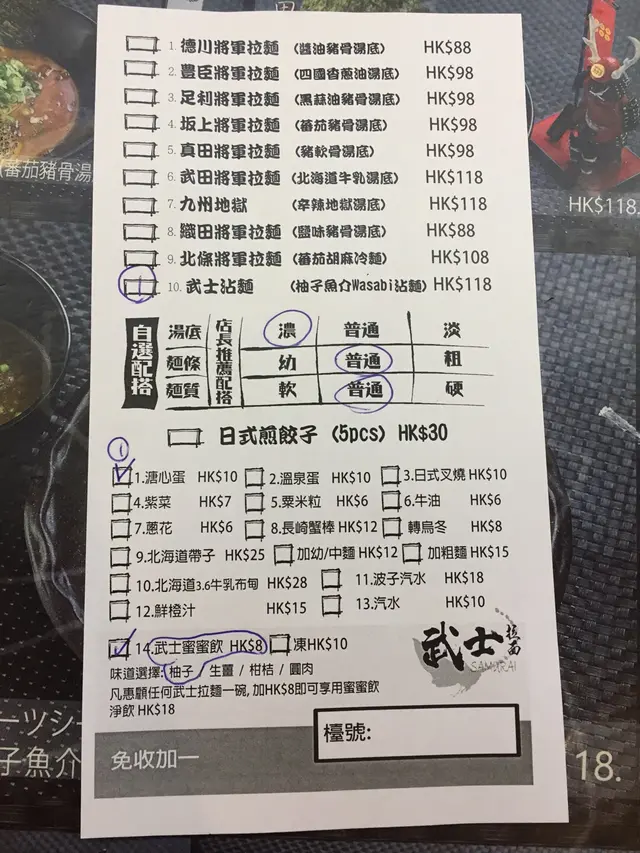 (蕃茄豬骨湯
HK$118
1. 德川將軍拉麵 (醬油豬骨湯底) HK$88
2. 豊臣將軍拉麵 (四國香蔥油湯底) HK$98
3. 足利將軍拉麵 (黑蒜油豬骨湯底) HK$98
4. 坂上將軍拉麵 (蕃茄豬骨湯底) HK$98
5. 真田將軍拉麵 (豬軟骨湯底) HK$98
6. 武田將軍拉麵 (北海道牛乳湯底) HK$118
7. 九州地獄 (辛辣地獄湯底) HK$118
8. 織田將軍拉麵 (鹽味豬骨湯底) HK$88
9. 北條將軍拉麵 (蕃茄胡麻冷麵) HK$108
10. 武士沾麵 (柚子魚介Wasabi沾麵) HK$118
自選配搭 店長推薦配搭
湯底 濃 普通 淡
麵條 幼 普通 粗
麵質 軟 普通 硬
日式煎餃子 (5pcs) HK$30
1
1.溏心蛋 HK$10 2.溫泉蛋 HK$10 3.日式叉燒 HK$10
4.紫菜 HK$7 5.粟米粒 HK$6 6.牛油 HK$6
7.蔥花 HK$6 8.長崎蟹棒 HK$12 轉烏冬 HK$8
9.北海道帶子 HK$25 加幼/中麵 HK$12 加粗麵 HK$15
10.北海道3.6牛乳布甸 HK$28 11.波子汽水 HK$18
12.鮮橙汁 HK$15 13.汽水 HK$10
14.武士蜜蜜飲 HK$8 凍HK$10
味道選擇: 柚子 / 生薑 / 柑桔 / 圓肉
凡惠顧任何武士拉麵一碗, 加HK$8即可享用蜜蜜飲
淨飲 HK$18
武士拉面
SAMURAI
檯號:
免收加一
ーツシー
子魚介
18.